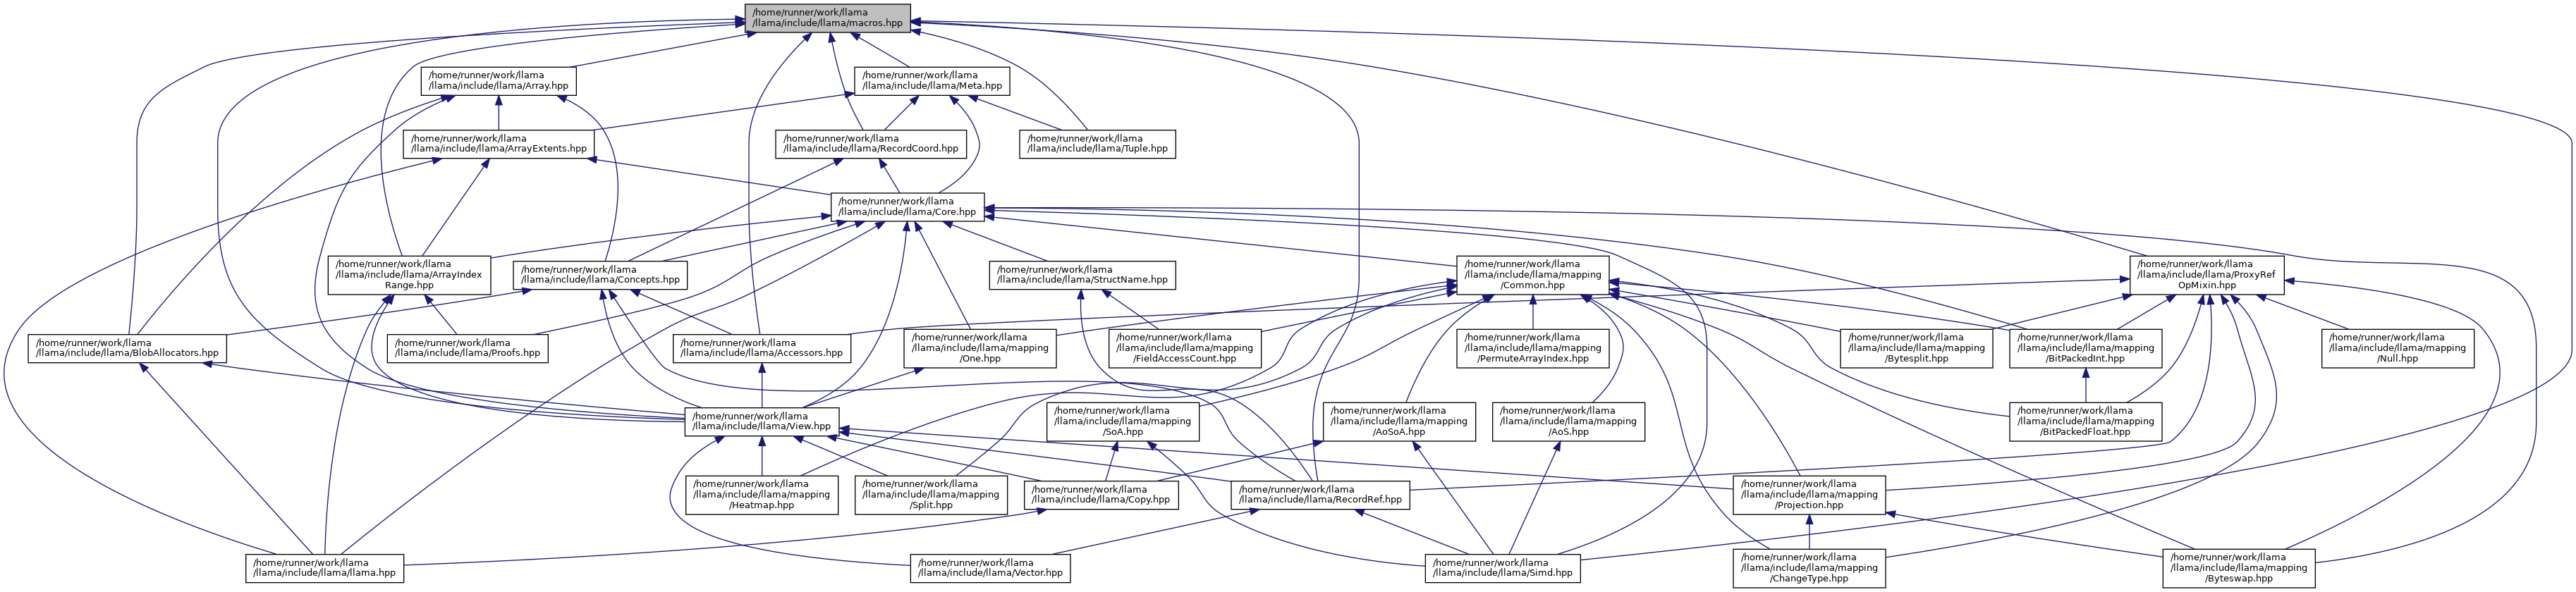 /home/runner/work/llama
/llama/include/llama/macros.hpp
/home/runner/work/llama
/llama/include/llama/Array.hpp
/home/runner/work/llama
/llama/include/llama/Meta.hpp
/home/runner/work/llama
/llama/include/llama/ArrayExtents.hpp
/home/runner/work/llama
/llama/include/llama/RecordCoord.hpp
/home/runner/work/llama
/llama/include/llama/Tuple.hpp
/home/runner/work/llama
/llama/include/llama/Core.hpp
/home/runner/work/llama
/llama/include/llama/ArrayIndex
Range.hpp
/home/runner/work/llama
/llama/include/llama/Concepts.hpp
/home/runner/work/llama
/llama/include/llama/StructName.hpp
/home/runner/work/llama
/llama/include/llama/mapping
/Common.hpp
/home/runner/work/llama
/llama/include/llama/ProxyRef
OpMixin.hpp
/home/runner/work/llama
/llama/include/llama/BlobAllocators.hpp
/home/runner/work/llama
/llama/include/llama/Proofs.hpp
/home/runner/work/llama
/llama/include/llama/Accessors.hpp
/home/runner/work/llama
/llama/include/llama/mapping
/One.hpp
/home/runner/work/llama
/llama/include/llama/mapping
/FieldAccessCount.hpp
/home/runner/work/llama
/llama/include/llama/mapping
/PermuteArrayIndex.hpp
/home/runner/work/llama
/llama/include/llama/mapping
/Bytesplit.hpp
/home/runner/work/llama
/llama/include/llama/mapping
/BitPackedInt.hpp
/home/runner/work/llama
/llama/include/llama/mapping
/Null.hpp
/home/runner/work/llama
/llama/include/llama/View.hpp
/home/runner/work/llama
/llama/include/llama/mapping
/SoA.hpp
/home/runner/work/llama
/llama/include/llama/mapping
/AoSoA.hpp
/home/runner/work/llama
/llama/include/llama/mapping
/AoS.hpp
/home/runner/work/llama
/llama/include/llama/mapping
/BitPackedFloat.hpp
/home/runner/work/llama
/llama/include/llama/mapping
/Heatmap.hpp
/home/runner/work/llama
/llama/include/llama/mapping
/Split.hpp
/home/runner/work/llama
/llama/include/llama/Copy.hpp
/home/runner/work/llama
/llama/include/llama/RecordRef.hpp
/home/runner/work/llama
/llama/include/llama/mapping
/Projection.hpp
/home/runner/work/llama
/llama/include/llama/llama.hpp
/home/runner/work/llama
/llama/include/llama/Vector.hpp
/home/runner/work/llama
/llama/include/llama/Simd.hpp
/home/runner/work/llama
/llama/include/llama/mapping
/ChangeType.hpp
/home/runner/work/llama
/llama/include/llama/mapping
/Byteswap.hpp